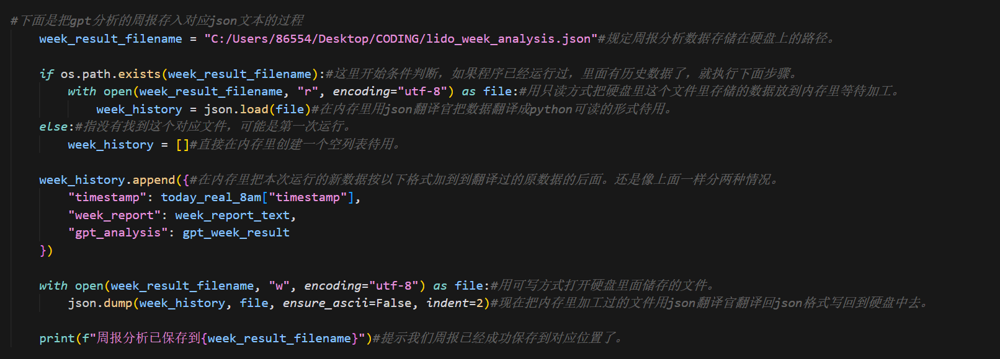 #下面是把gpt分析的周报存入对应json文本的过程
    week_result_filename = "C:/Users/86554/Desktop/CODING/lido_week_analysis.json"#规定周报分析数据存储在硬盘上的路径。

    if os.path.exists(week_result_filename):#这里开始条件判断，如果程序已经运行过，里面有历史数据了，就执行下面步骤。
        with open(week_result_filename, "r", encoding="utf-8") as file:#用只读方式把硬盘里这个文件里存储的数据放到内存里等待加工。
            week_history = json.load(file)#在内存里用json翻译官把数据翻译成python可读的形式待用。
    else:#指没有找到这个对应文件，可能是第一次运行。
        week_history = []#直接在内存里创建一个空列表待用。

    week_history.append({#在内存里把本次运行的新数据按以下格式加到到翻译过的原数据的后面。还是像上面一样分两种情况。
        "timestamp": today_real_8am["timestamp"],
        "week_report": week_report_text,
        "gpt_analysis": gpt_week_result
    })

    with open(week_result_filename, "w", encoding="utf-8") as file:#用可写方式打开硬盘里面储存的文件。
        json.dump(week_history, file, ensure_ascii=False, indent=2)#现在把内存里加工过的文件用json翻译官翻译回json格式写回到硬盘中去。

    print(f"周报分析已保存到{week_result_filename}")#提示我们周报已经成功保存到对应位置了。